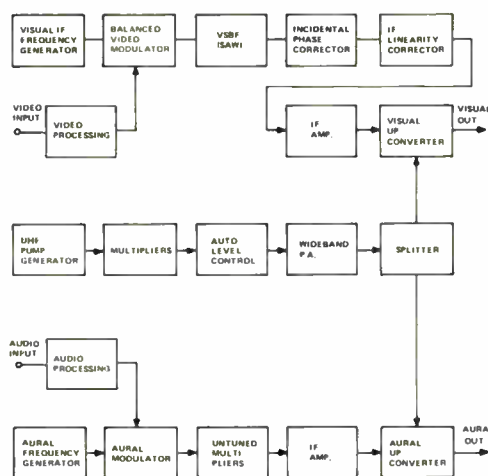 VISUAL IF
FREQUENCY
GENERATOR
BALANCED
VIDEO
MODULATOR
VSBF
ISAWI
INCIDENTAL
PHASE
CORRECTOR
IF
LINEARITY
CORRECTOR
VIDEO
INPUT
VIDEO
PROCESSING
IF
AMP.
VISUAL
UP
CONVERTER
VISUAL
OUT
UHF
PUMP
GENERATOR
MULTIPLIERS
AUTO
LEVEL
CONTROL
WIDEBAND
P.A.
SPLITTER
AUDIO
INPUT
AUDIO
PROCESSING
AURAL
FREQUENCY
GENERATOR
AURAL
MODULATOR
UNTUNED
MULTI
PLIERS
IF
AMP.
AURAL
UP
CONVERTER
AURAL
OUT